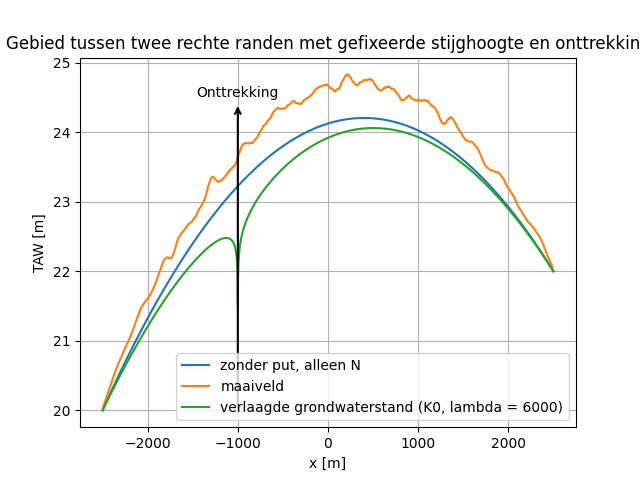 Gebied tussen twee rechte randen met gefixeerde stijghoogte en onttrekkin
25
24
23
22
21
20
TAW [m]
Onttrekking
zonder put, alleen N
maaiveld
verlaagde grondwaterstand (K0, lambda = 6000)
−2000
−1000
0
1000
2000
x [m]